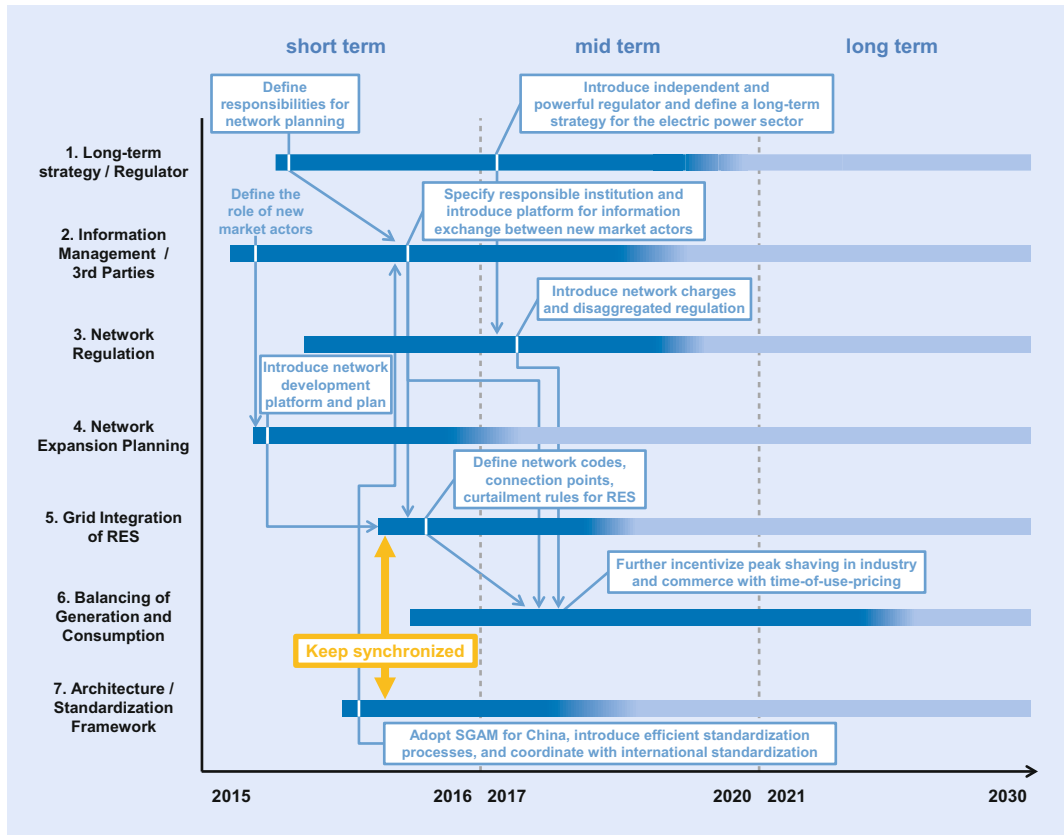 short term
mid term
long term
Define
responsibilities for
network planning
Introduce independent and
powerful regulator and define a long-term
strategy for the electric power sector
1. Long-term
strategy / Regulator
Define the
role of new
market actors
Specify responsible institution and
introduce platform for information
exchange between new market actors
2. Information
Management /
3rd Parties
Introduce network charges
and disaggregated regulation
3. Network
Regulation
Introduce network
development
platform and plan
4. Network
Expansion Planning
Define network codes,
connection points,
curtailment rules for RES
5. Grid Integration
of RES
Further incentivize peak shaving in industry
and commerce with time-of-use-pricing
6. Balancing of
Generation and
Consumption
Keep synchronized
7. Architecture /
Standardization
Framework
Adopt SGAM for China, introduce efficient standardization
processes, and coordinate with international standardization
2015
2016
2017
2020
2021
2030